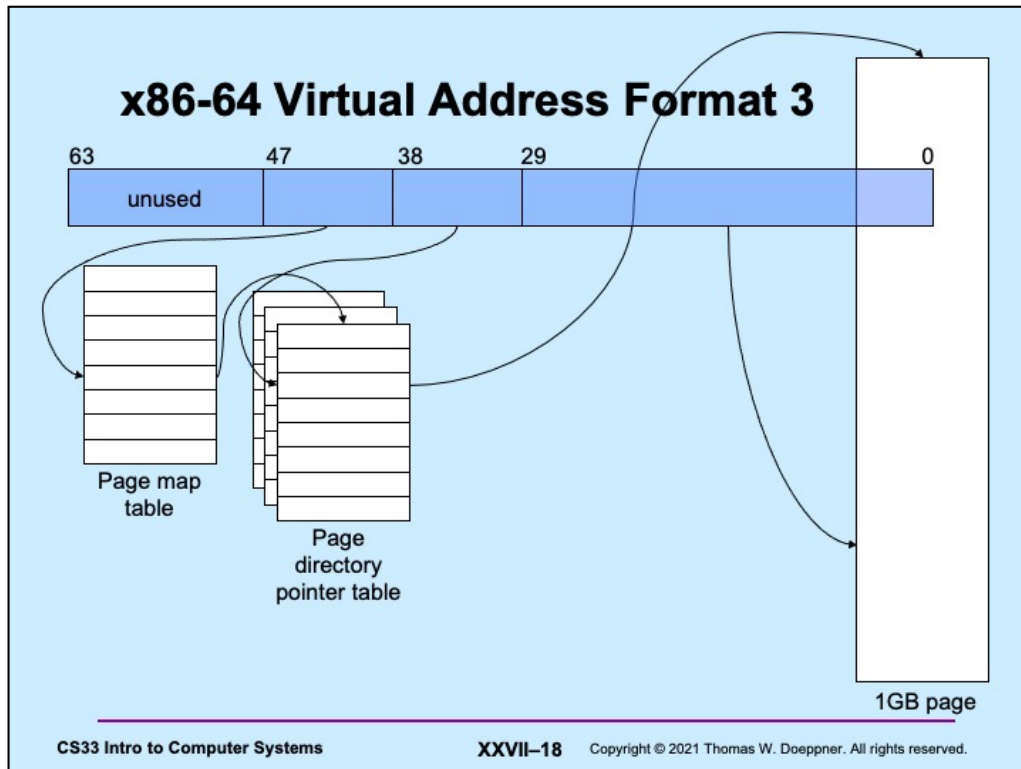 x86-64 Virtual Address Format 3
63 47 38 29 0
unused
Page map
table
Page
directory
pointer table
1GB page
CS33 Intro to Computer Systems XXVII–18 Copyright © 2021 Thomas W. Doeppner. All rights reserved.